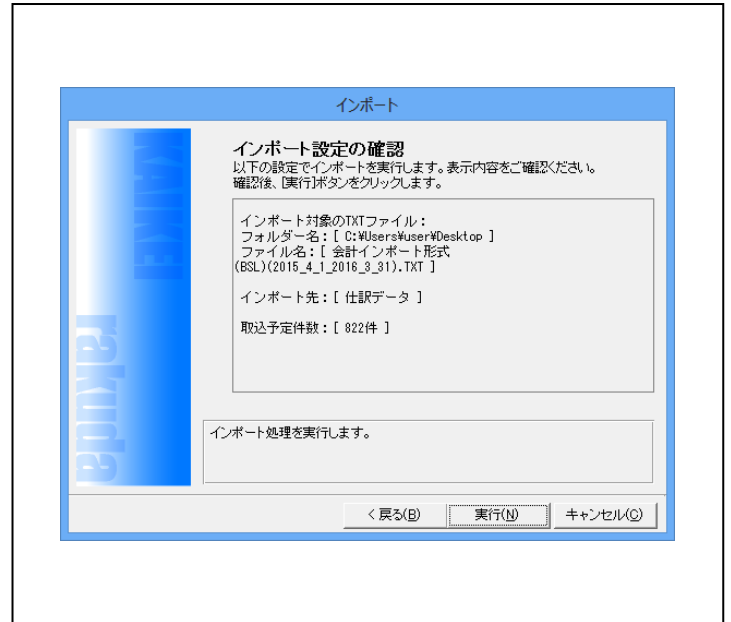 インポート
インポート設定の確認
以下の設定でインポートを実行します。表示内容をご確認ください。
確認後、[実行]ボタンをクリックします。
インポート対象のTXTファイル：
フォルダー名：[ C:¥Users¥user¥Desktop ]
ファイル名：[ 会計インポート形式
(BSL)(2015_4_1_2016_3_31).TXT ]
インポート先：[ 仕訳データ ]
取込予定件数：[ 822件 ]
インポート処理を実行します。
KAIKEI
rakuda
< 戻る(B)
実行(N)
キャンセル(C)